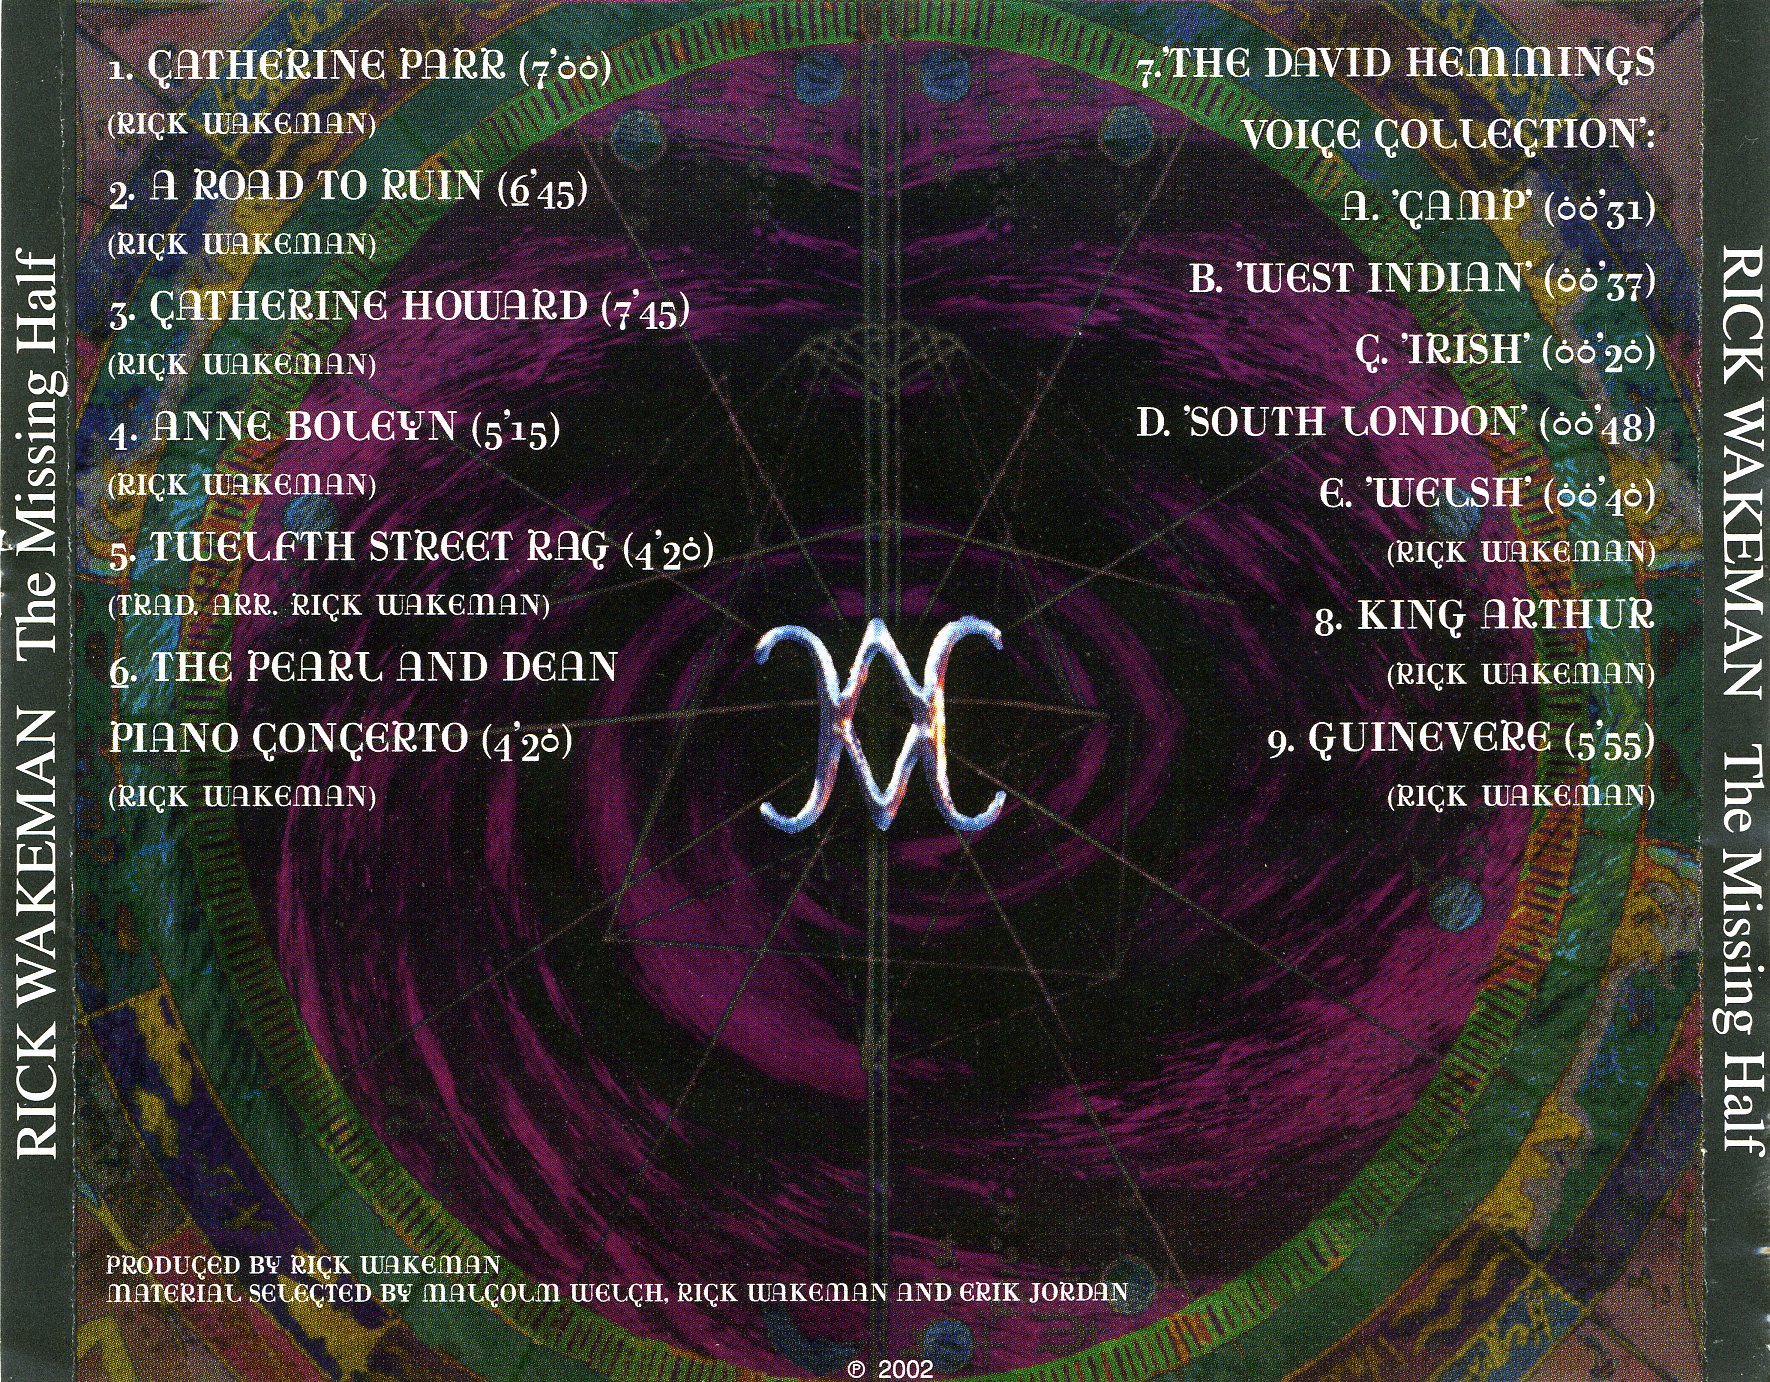 RICK WAKEMAN The Missing Half
1. CATHERINE PARR (7'00)
(RICK WAKEMAN)
2. A ROAD TO RUIN (6'45)
(RICK WAKEMAN)
3. CATHERINE HOWARD (7'45)
(RICK WAKEMAN)
4. ANNE BOLEYN (5'15)
(RICK WAKEMAN)
5. TWELFTH STREET RAG (4'20)
(TRAD. ARR. RICK WAKEMAN)
6. THE PEARL AND DEAN
PIANO CONCERTO (4'20)
(RICK WAKEMAN)
7.'THE DAVID HEMMINGS
VOICE COLLECTION':
A. 'CAMP' (00'31)
B. 'WEST INDIAN' (00'37)
C. 'IRISH' (00'20)
D. 'SOUTH LONDON' (00'48)
E. 'WELSH' (00'40)
(RICK WAKEMAN)
8. KING ARTHUR
(RICK WAKEMAN)
9. GUINEVERE (5'55)
(RICK WAKEMAN)
PRODUCED BY RICK WAKEMAN
MATERIAL SELECTED BY MALCOLM WELCH, RICK WAKEMAN AND ERIK JORDAN
℗ 2002
RICK WAKEMAN The Missing Half